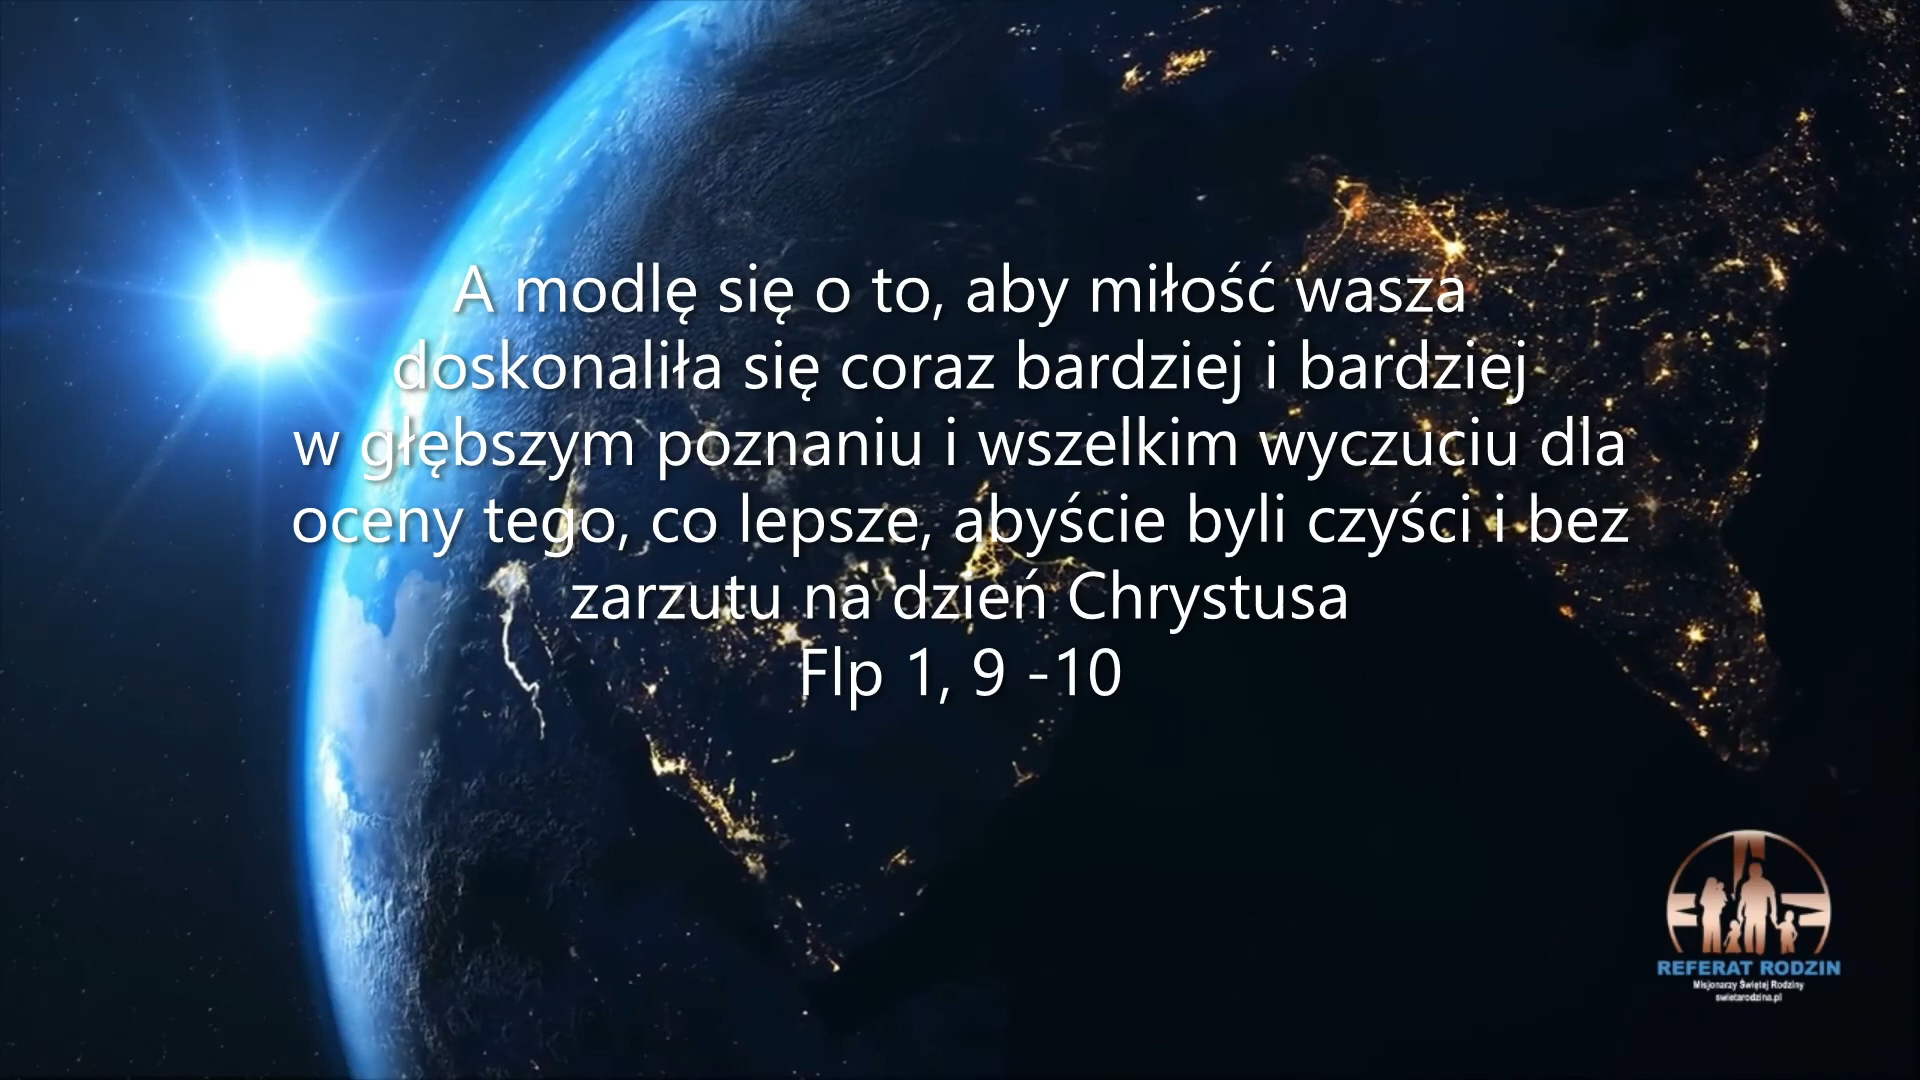 A modlę się o to, aby miłość wasza
doskonaliła się coraz bardziej i bardziej
w głębszym poznaniu i wszelkim wyczuciu dla
oceny tego, co lepsze, abyście byli czyści i bez
zarzutu na dzień Chrystusa
Flp 1, 9 -10
REFERAT RODZIN
Misjonarzy Świętej Rodziny
swietarodzina.pl